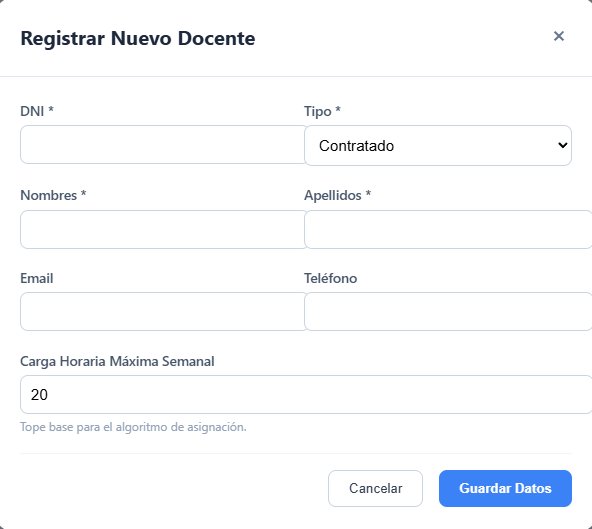 Registrar Nuevo Docente ×
DNI * Tipo *
Contratado
Nombres * Apellidos *
Email Teléfono
Carga Horaria Máxima Semanal
20
Tope base para el algoritmo de asignación.
Cancelar Guardar Datos